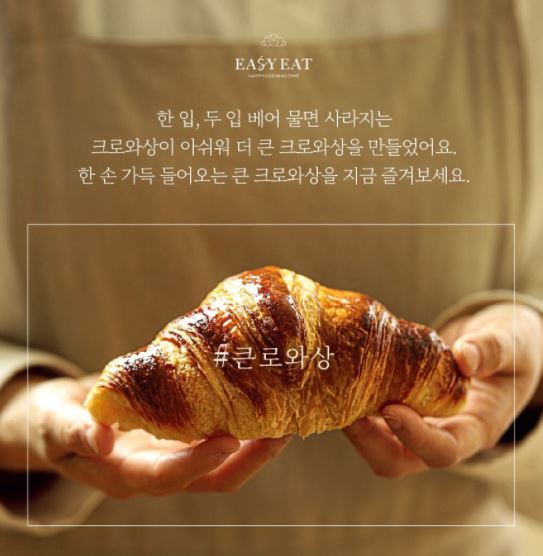 EASY EAT
HAPPY COOKING TIME
한 입, 두 입 베어 물면 사라지는
크로와상이 아쉬워 더 큰 크로와상을 만들었어요.
한 손 가득 들어오는 큰 크로와상을 지금 즐겨보세요.
#큰로와상